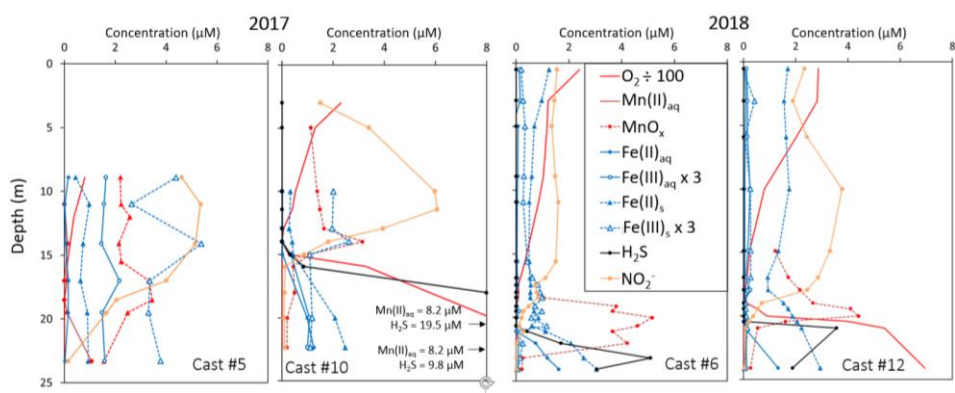 2017
2018
Concentration (µM)
Concentration (µM)
Concentration (µM)
Concentration (µM)
0 2 4 6 8
0 2 4 6 8
0 2 4 6
0 2 4 6 8
Depth (m)
0
5
10
15
20
25
O₂ ÷ 100
Mn(II)aq
MnOx
Fe(II)aq
Fe(III)aq x 3
Fe(II)s
Fe(III)s x 3
H₂S
NO₂⁻
Mn(II)aq = 8.2 µM
H₂S = 19.5 µM
Mn(II)aq = 8.2 µM
H₂S = 9.8 µM
Cast #5
Cast #10
Cast #6
Cast #12